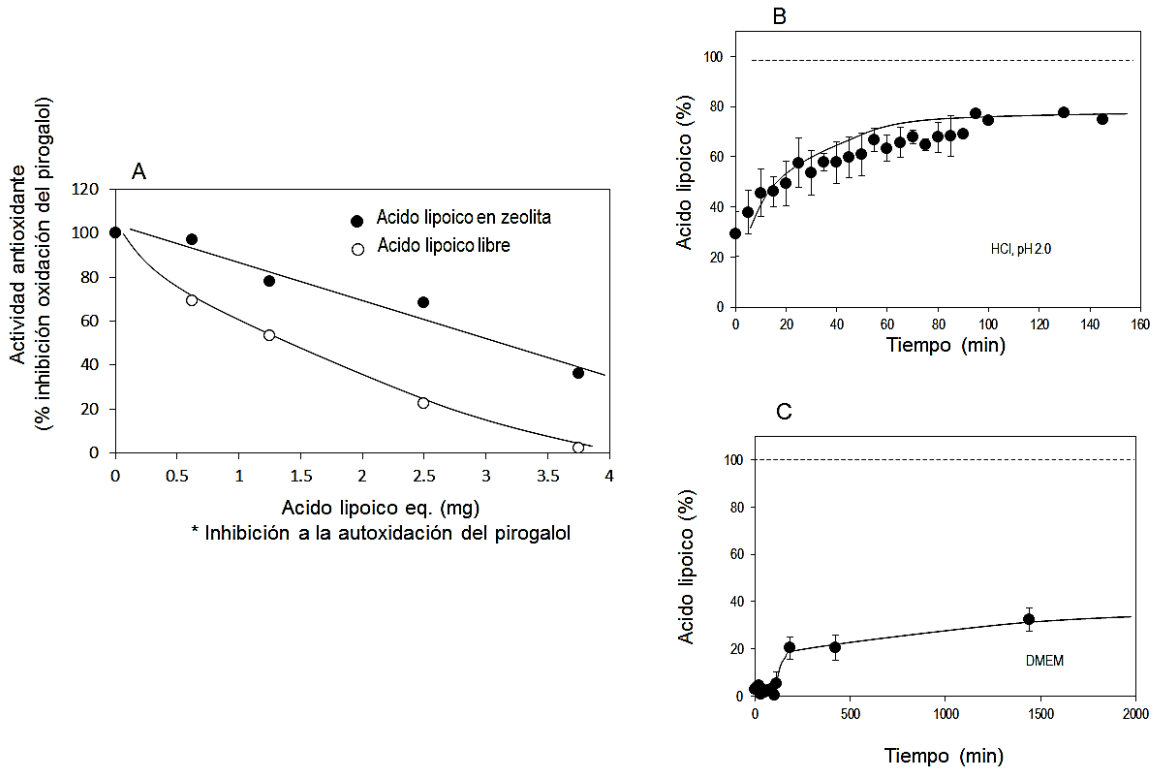 A
Actividad antioxidante
(% inhibición oxidación del pirogalol)
120
100
80
60
40
20
0
Acido lipoico en zeolita
Acido lipoico libre
0 0.5 1 1.5 2 2.5 3 3.5 4
Acido lipoico eq. (mg)
* Inhibición a la autoxidación del pirogalol
B
Acido lipoico (%)
100
80
60
40
20
0
HCl, pH 2.0
0 20 40 60 80 100 120 140 160
Tiempo (min)
C
Acido lipoico (%)
100
80
60
40
20
0
DMEM
0 500 1000 1500 2000
Tiempo (min)